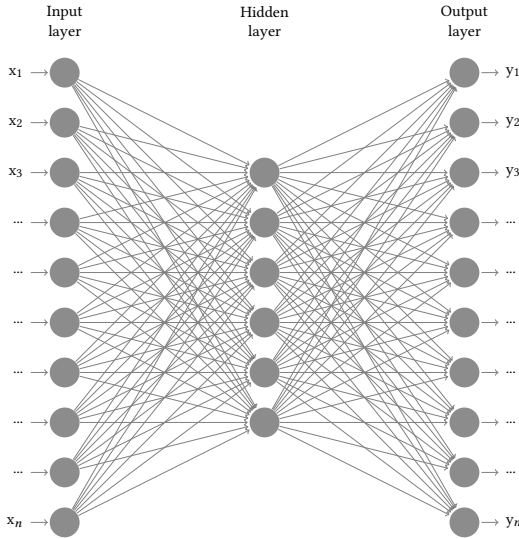 Input layer
Hidden layer
Output layer
x1 y1
x2 y2
x3 y3
... ...
... ...
... ...
... ...
... ...
... ...
xn yn